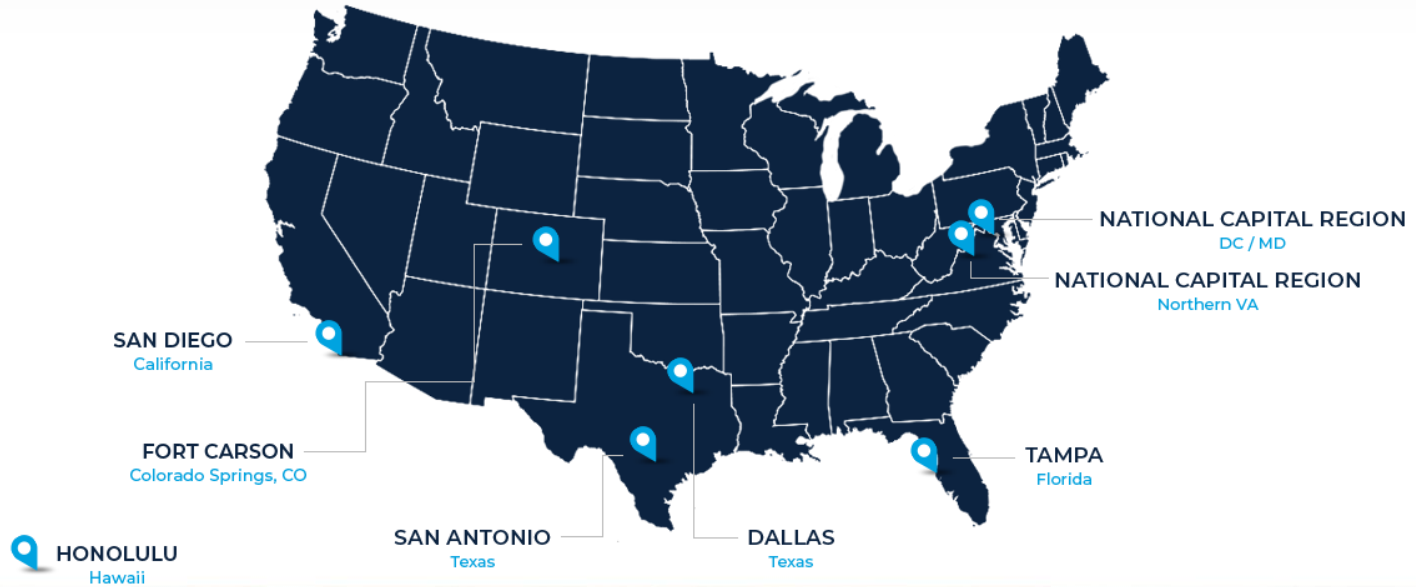 NATIONAL CAPITAL REGION
DC / MD
NATIONAL CAPITAL REGION
Northern VA
SAN DIEGO
California
FORT CARSON
Colorado Springs, CO
TAMPA
Florida
SAN ANTONIO
Texas
DALLAS
Texas
HONOLULU
Hawaii